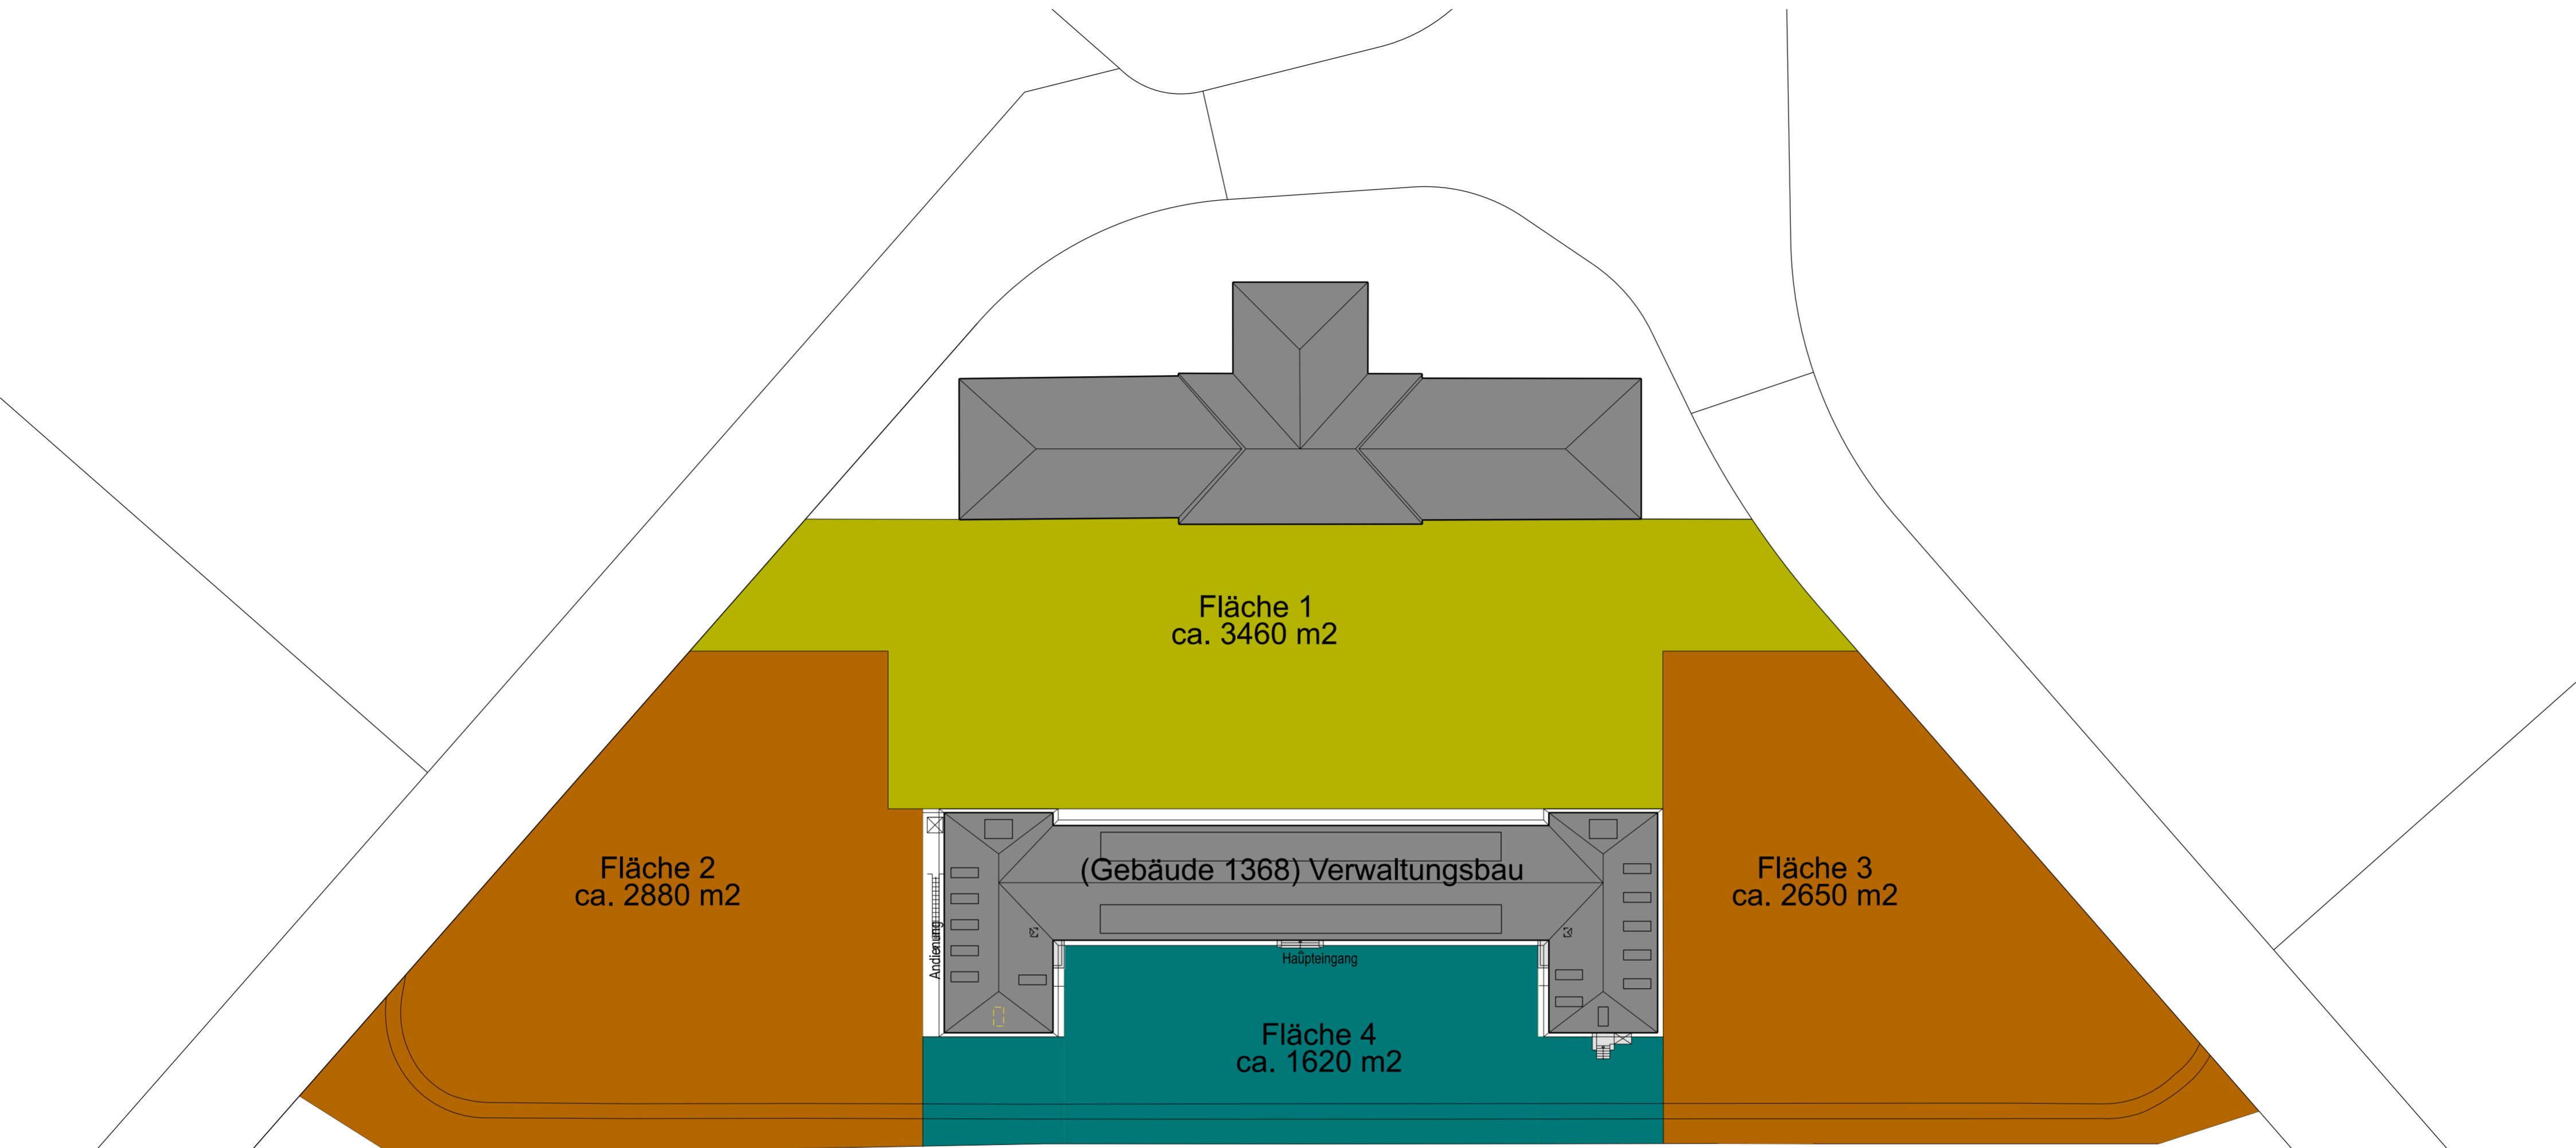 Fläche 1
ca. 3460 m2
Fläche 2
ca. 2880 m2
(Gebäude 1368) Verwaltungsbau
Fläche 3
ca. 2650 m2
Andienung
Haupteingang
Fläche 4
ca. 1620 m2